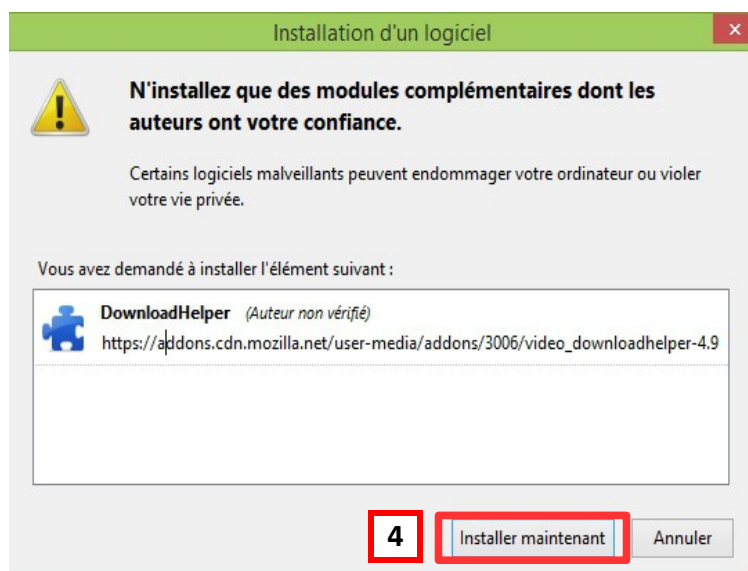 Installation d'un logiciel
N'installez que des modules complémentaires dont les
auteurs ont votre confiance.
Certains logiciels malveillants peuvent endommager votre ordinateur ou violer
votre vie privée.
Vous avez demandé à installer l'élément suivant :
DownloadHelper (Auteur non vérifié)
https://addons.cdn.mozilla.net/user-media/addons/3006/video_downloadhelper-4.9
4 Installer maintenant Annuler